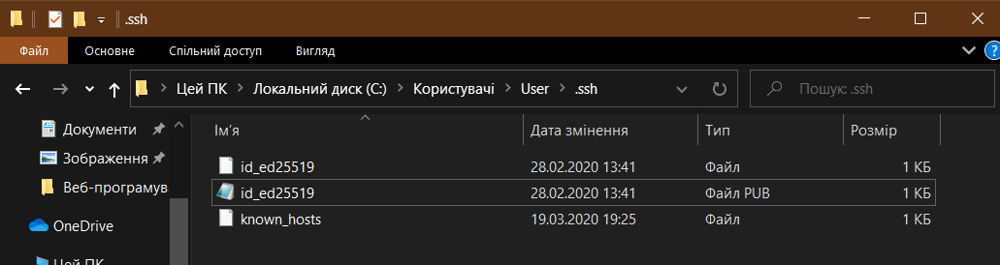 .ssh
Файл Основне Спільний доступ Вигляд
Цей ПК Локальний диск (C:) Користувачі User .ssh Пошук: .ssh
Ім'я Дата змінення Тип Розмір
Документи
Зображення
Веб-програмув
OneDrive
Цей ПК
id_ed25519 28.02.2020 13:41 Файл 1 КБ
id_ed25519 28.02.2020 13:41 Файл PUB 1 КБ
known_hosts 19.03.2020 19:25 Файл 1 КБ